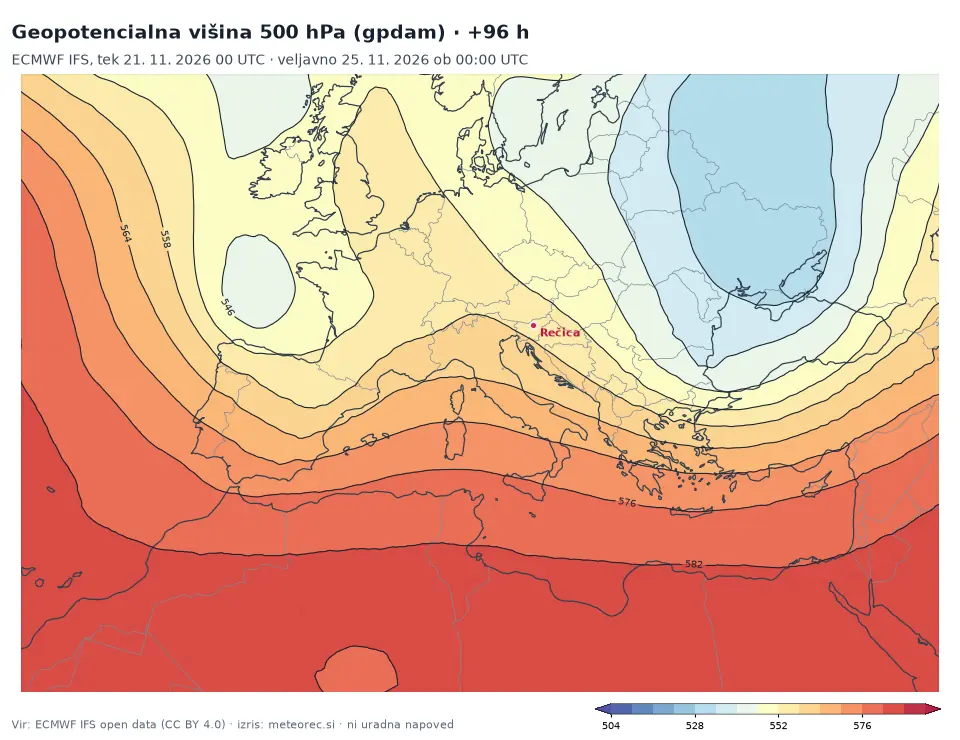 Geopotencialna višina 500 hPa (gpdam) · +96 h
ECMWF IFS, tek 21. 11. 2026 00 UTC · veljavno 25. 11. 2026 ob 00:00 UTC
564
558
546
Rečica
576
582
504 528 552 576
Vir: ECMWF IFS open data (CC BY 4.0) · izris: meteorec.si · ni uradna napoved